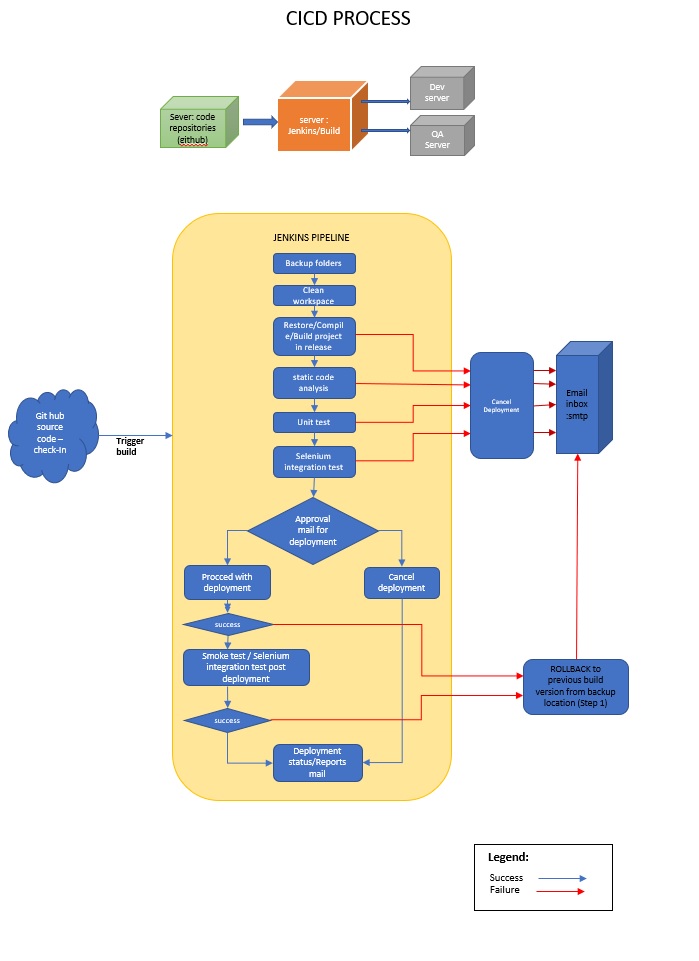 CICD PROCESS
Sever: code
repositories
(eithub)
server :
Jenkins/Build
Dev
server
QA
Server
JENKINS PIPELINE
Backup folders
Clean
workspace
Restore/Compil
e/Build project
in release
static code
analysis
Unit test
Selenium
integration test
Cancel
Deployment
Email
inbox
:smtp
Git hub
source
code –
check-In
Trigger
build
Approval
mail for
deployment
Procced with
deployment
Cancel
deployment
success
Smoke test / Selenium
integration test post
deployment
success
ROLLBACK to
previous build
version from backup
location (Step 1)
Deployment
status/Reports
mail
Legend:
Success
Failure